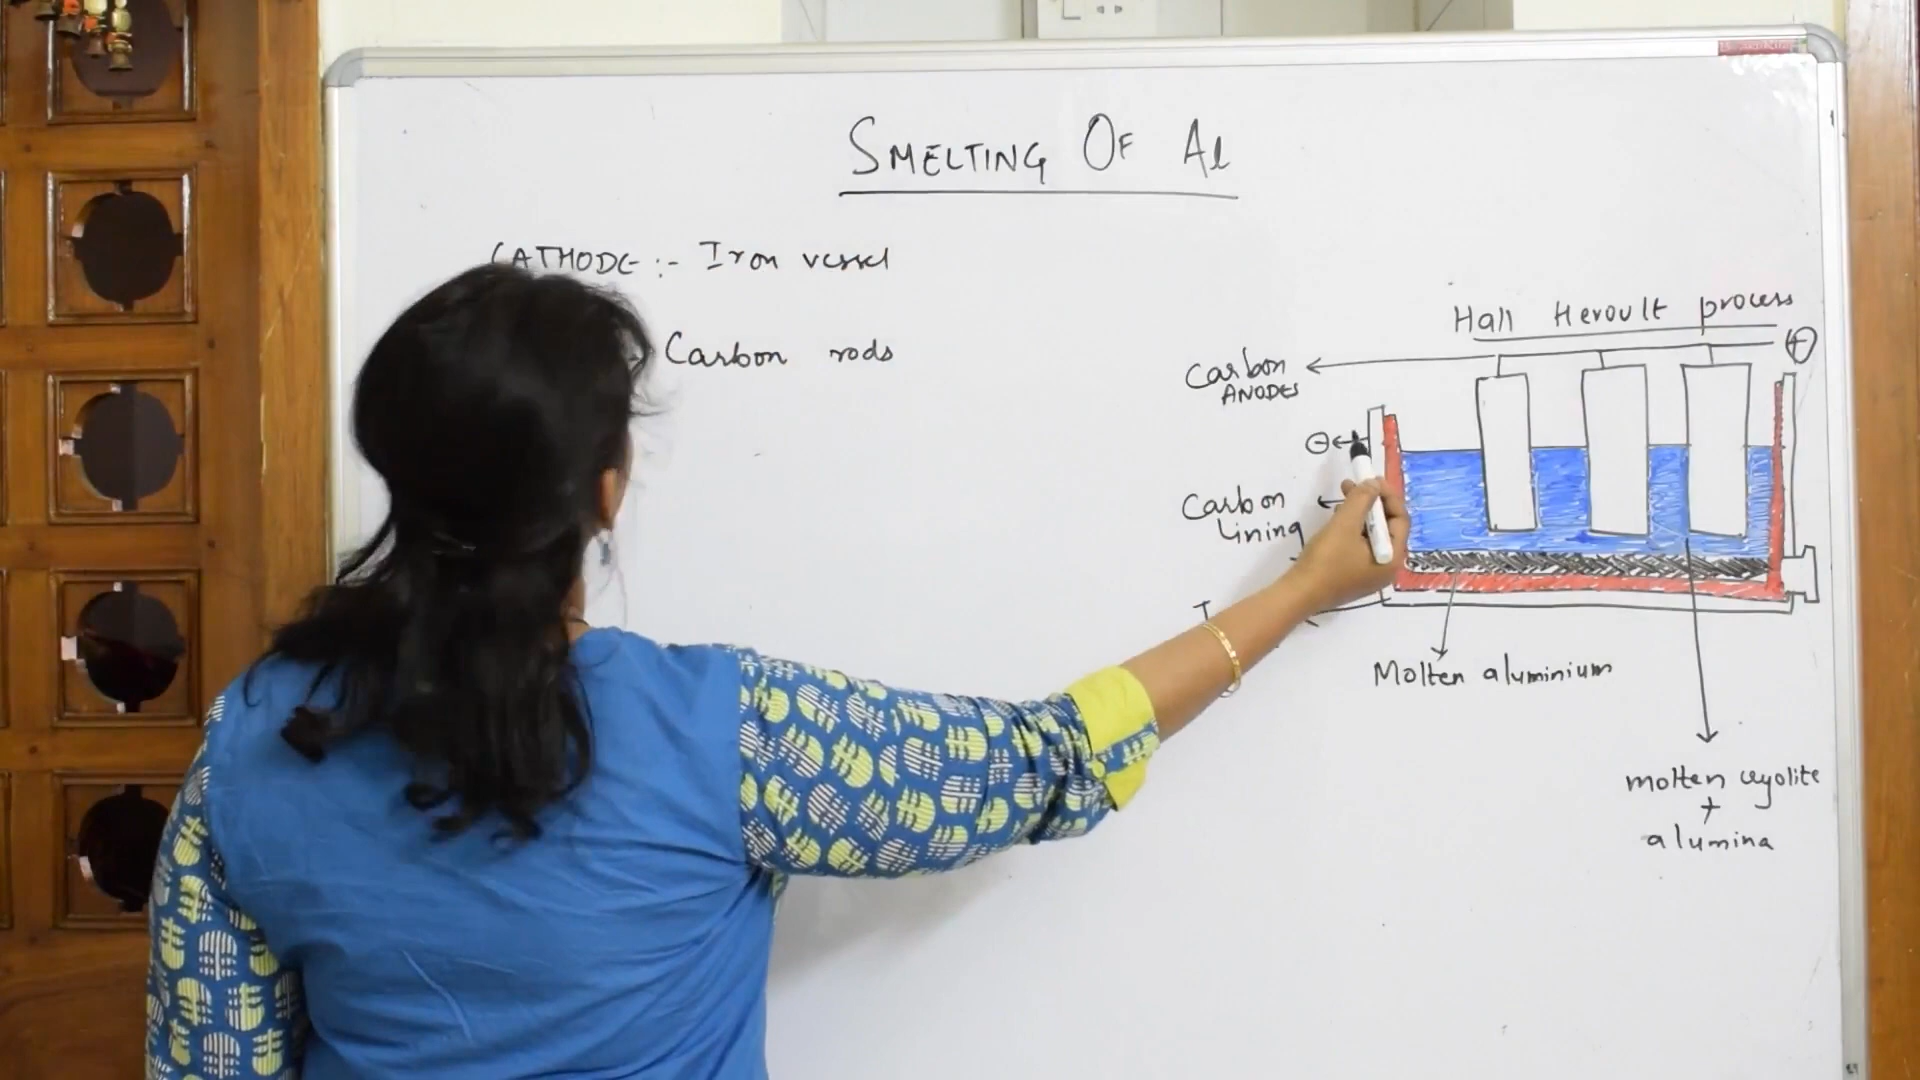 SMELTING OF Al
CATHODE :- Iron vessel
Carbon rods
Hall Heroult process
+
Carbon
ANODES
-
Carbon
lining
Molten aluminium
molten cryolite
+
alumina